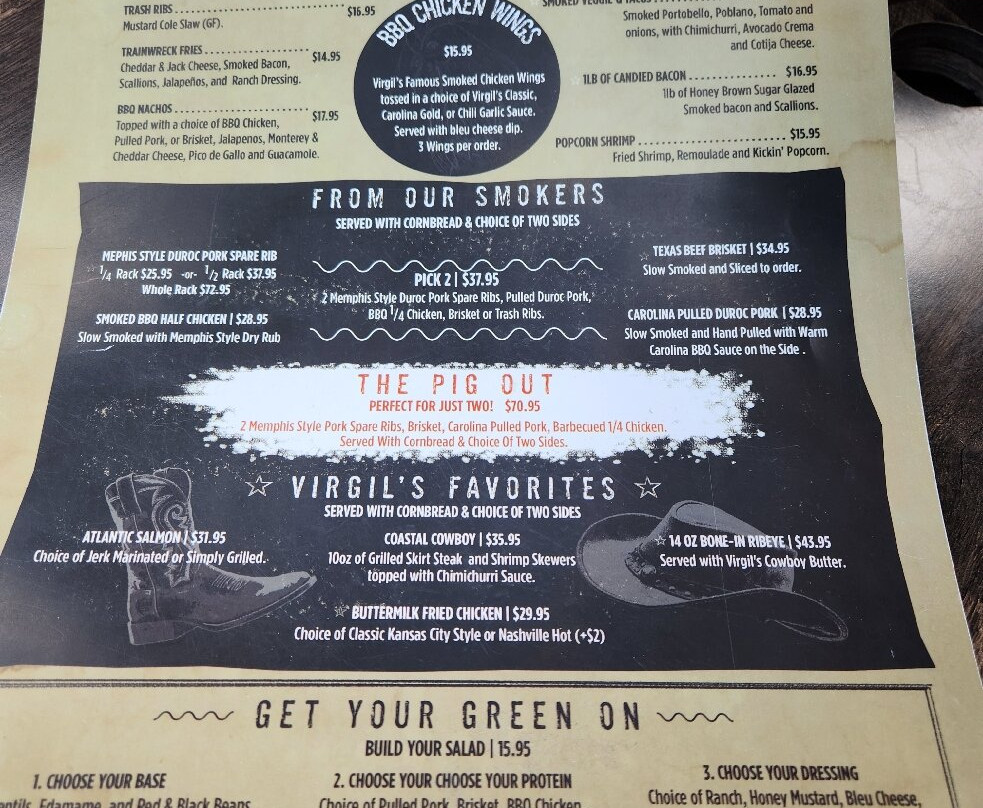 TRASH RIBS ........................ $16.95
Mustard Cole Slaw (GF).
TRAINWRECK FRIES ........................ $14.95
Cheddar & Jack Cheese, Smoked Bacon,
Scallions, Jalapeños, and Ranch Dressing.
BBQ NACHOS ........................ $17.95
Topped with a choice of BBQ Chicken,
Pulled Pork, or Brisket, Jalapenos, Monterey &
Cheddar Cheese, Pico de Gallo and Guacamole.
BBQ CHICKEN WINGS
$15.95
Virgil's Famous Smoked Chicken Wings
tossed in a choice of Virgil's Classic,
Carolina Gold, or Chili Garlic Sauce.
Served with bleu cheese dip.
3 Wings per order.
Smoked Portobello, Poblano, Tomato and
onions, with Chimichurri, Avocado Crema
and Cotija Cheese.
1LB OF CANDIED BACON ............... $16.95
1lb of Honey Brown Sugar Glazed
Smoked bacon and Scallions.
POPCORN SHRIMP ........................ $15.95
Fried Shrimp, Remoulade and Kickin' Popcorn.
FROM OUR SMOKERS
SERVED WITH CORNBREAD & CHOICE OF TWO SIDES
MEPHIS STYLE DUROC PORK SPARE RIB
1/4 Rack $25.95 -or- 1/2 Rack $37.95
Whole Rack $72.95
SMOKED BBQ HALF CHICKEN | $28.95
Slow Smoked with Memphis Style Dry Rub
PICK 2 | $37.95
2 Memphis Style Duroc Pork Spare Ribs, Pulled Duroc Pork,
BBQ 1/4 Chicken, Brisket or Trash Ribs.
TEXAS BEEF BRISKET | $34.95
Slow Smoked and Sliced to order.
CAROLINA PULLED DUROC PORK | $28.95
Slow Smoked and Hand Pulled with Warm
Carolina BBQ Sauce on the Side .
THE PIG OUT
PERFECT FOR JUST TWO! $70.95
2 Memphis Style Pork Spare Ribs, Brisket, Carolina Pulled Pork, Barbecued 1/4 Chicken.
Served With Cornbread & Choice Of Two Sides.
VIRGIL'S FAVORITES
SERVED WITH CORNBREAD & CHOICE OF TWO SIDES
ATLANTIC SALMON | $31.95
Choice of Jerk Marinated or Simply Grilled.
COASTAL COWBOY | $35.95
10oz of Grilled Skirt Steak and Shrimp Skewers
topped with Chimichurri Sauce.
14 OZ BONE-IN RIBEYE | $43.95
Served with Virgil's Cowboy Butter.
BUTTERMILK FRIED CHICKEN | $29.95
Choice of Classic Kansas City Style or Nashville Hot (+$2)
GET YOUR GREEN ON
BUILD YOUR SALAD | 15.95
1. CHOOSE YOUR BASE
Edamame, and Red & Black Beans
2. CHOOSE YOUR CHOOSE YOUR PROTEIN
Choice of Pulled Pork, Brisket, BBQ Chicken
3. CHOOSE YOUR DRESSING
Choice of Ranch, Honey Mustard, Bleu Cheese,